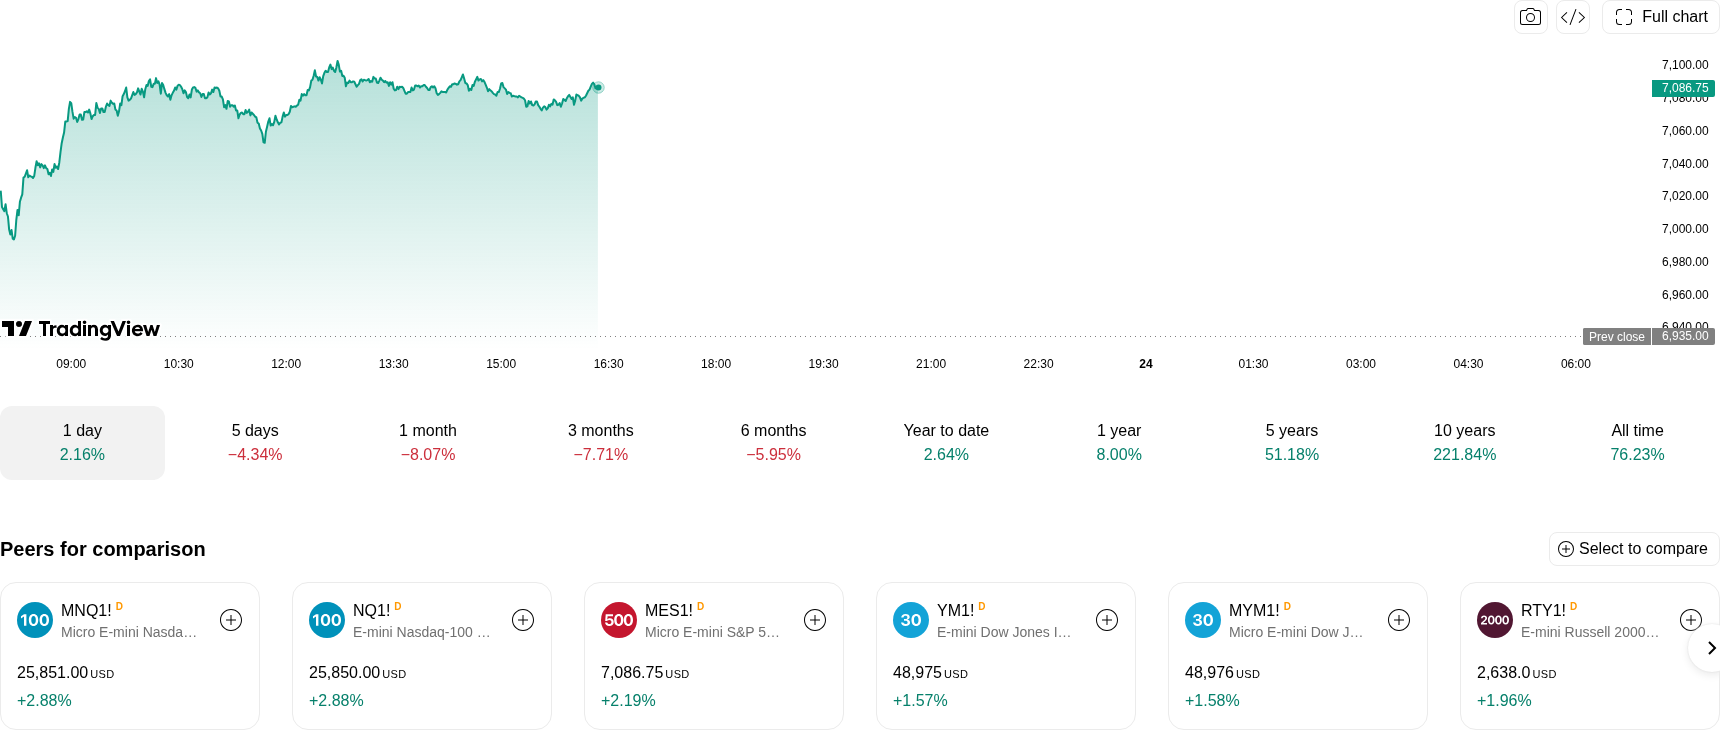 Full chart
7,100.00
7,086.75
7,080.00
7,060.00
7,040.00
7,020.00
7,000.00
6,980.00
6,960.00
6,940.00
TradingView
Prev close 6,935.00
09:00 10:30 12:00 13:30 15:00 16:30 18:00 19:30 21:00 22:30 24 01:30 03:00 04:30 06:00
1 day 5 days 1 month 3 months 6 months Year to date 1 year 5 years 10 years All time
2.16% −4.34% −8.07% −7.71% −5.95% 2.64% 8.00% 51.18% 221.84% 76.23%
Peers for comparison
Select to compare
100 MNQ1! D
Micro E-mini Nasda…
25,851.00 USD
+2.88%
100 NQ1! D
E-mini Nasdaq-100 …
25,850.00 USD
+2.88%
500 MES1! D
Micro E-mini S&P 5…
7,086.75 USD
+2.19%
30 YM1! D
E-mini Dow Jones I…
48,975 USD
+1.57%
30 MYM1! D
Micro E-mini Dow J…
48,976 USD
+1.58%
2000 RTY1! D
E-mini Russell 2000…
2,638.0 USD
+1.96%